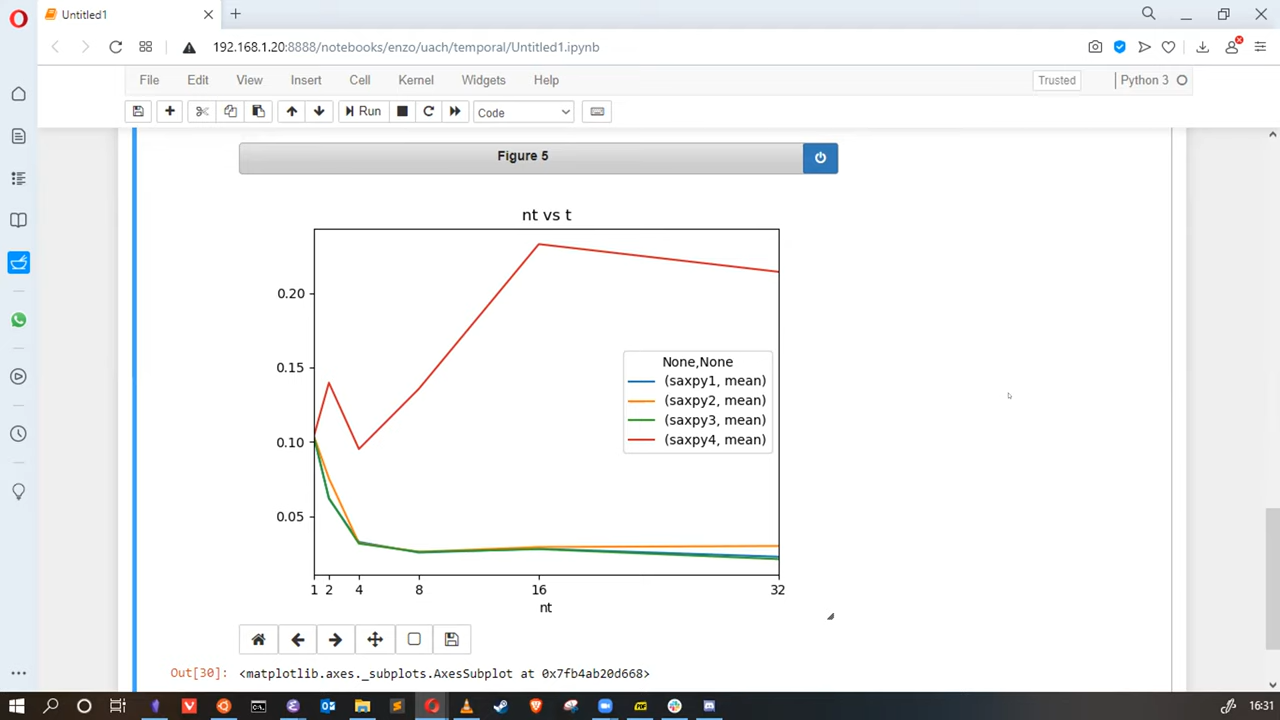 Untitled1
192.168.1.20:8888/notebooks/enzo/uach/temporal/Untitled1.ipynb
File Edit View Insert Cell Kernel Widgets Help Trusted Python 3
Run Code
Figure 5
nt vs t
0.20
0.15
0.10
0.05
None,None
(saxpy1, mean)
(saxpy2, mean)
(saxpy3, mean)
(saxpy4, mean)
1 2 4 8 16 32
nt
Out[30]: <matplotlib.axes._subplots.AxesSubplot at 0x7fb4ab20d668>
16:31